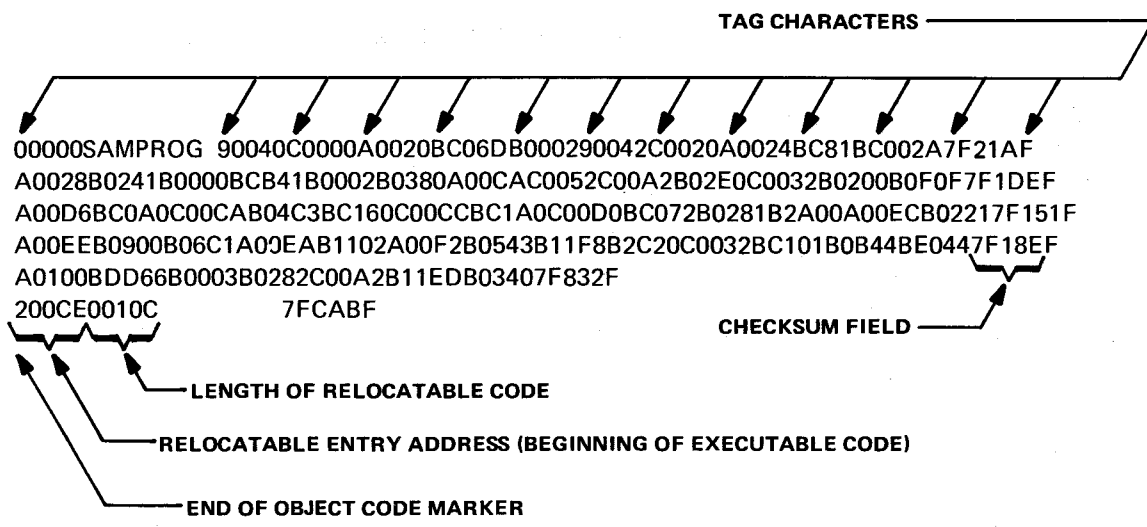 TAG CHARACTERS
00000SAMPROG 90040C0000A0020BC06DB000290042C0020A0024BC81BC002A7F21AF
A0028B0241B0000BCB41B0002B0380A00CAC0052C00A2B02E0C0032B0200B0F0F7F1DEF
A00D6BC0A0C00CAB04C3BC160C00CCBC1A0C00D0BC072B0281B2A00A00ECB02217F151F
A00EEB0900B06C1A00EAB1102A00F2B0543B11F8B2C20C0032BC101B0B44BE0447F18EF
A0100BDD66B0003B0282C00A2B11EDB03407F832F
200CE0010C 7FCABF
CHECKSUM FIELD
LENGTH OF RELOCATABLE CODE
RELOCATABLE ENTRY ADDRESS (BEGINNING OF EXECUTABLE CODE)
END OF OBJECT CODE MARKER